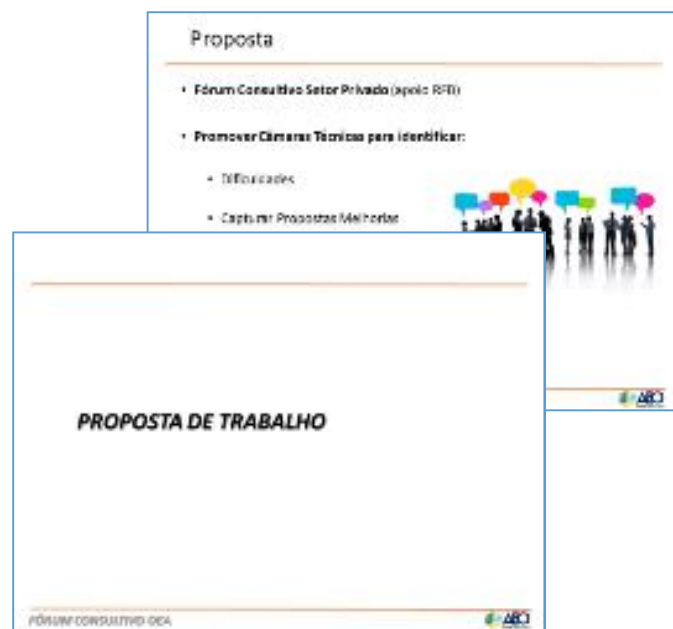 Proposta
• Fórum Consultivo Setor Privado (apoio RFB)
• Promover Câmaras Técnicas para identificar:
• Dificuldades
• Capturar Propostas Melhorias
PROPOSTA DE TRABALHO
FÓRUM CONSULTIVO OEA